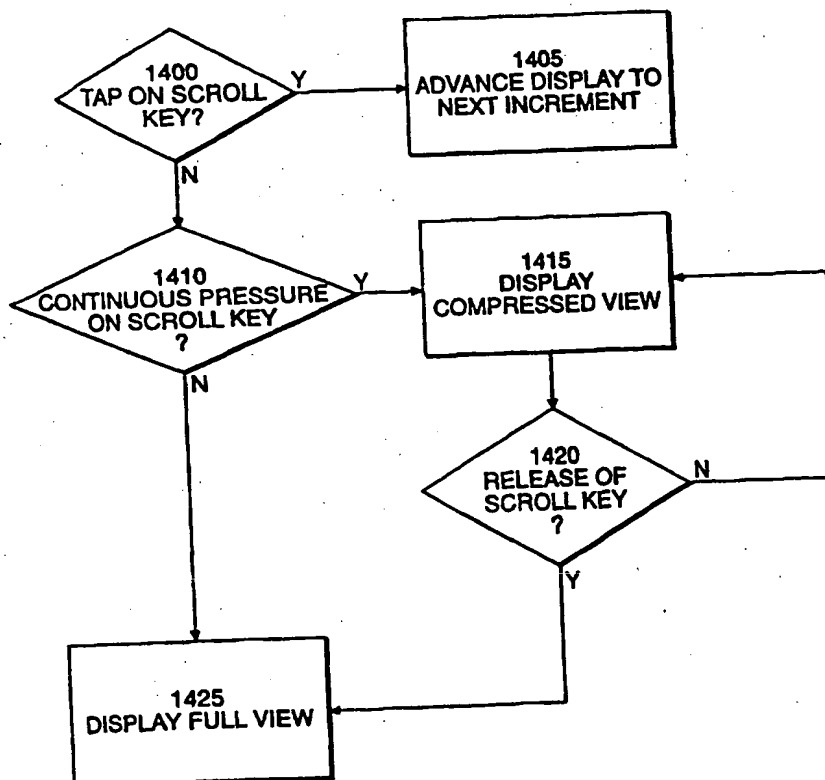 1400
TAP ON SCROLL
KEY?
Y
N
1405
ADVANCE DISPLAY TO
NEXT INCREMENT
1410
CONTINUOUS PRESSURE
ON SCROLL KEY
?
Y
N
1415
DISPLAY
COMPRESSED VIEW
1420
RELEASE OF
SCROLL KEY
?
N
Y
1425
DISPLAY FULL VIEW